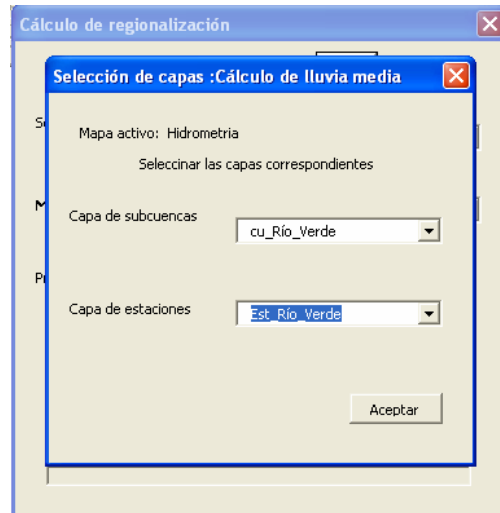 Cálculo de regionalización
Selección de capas :Cálculo de lluvia media
Mapa activo: Hidrometria
Seleccinar las capas correspondientes
Capa de subcuencas
cu_Río_Verde
Capa de estaciones
Est_Río_Verde
Aceptar